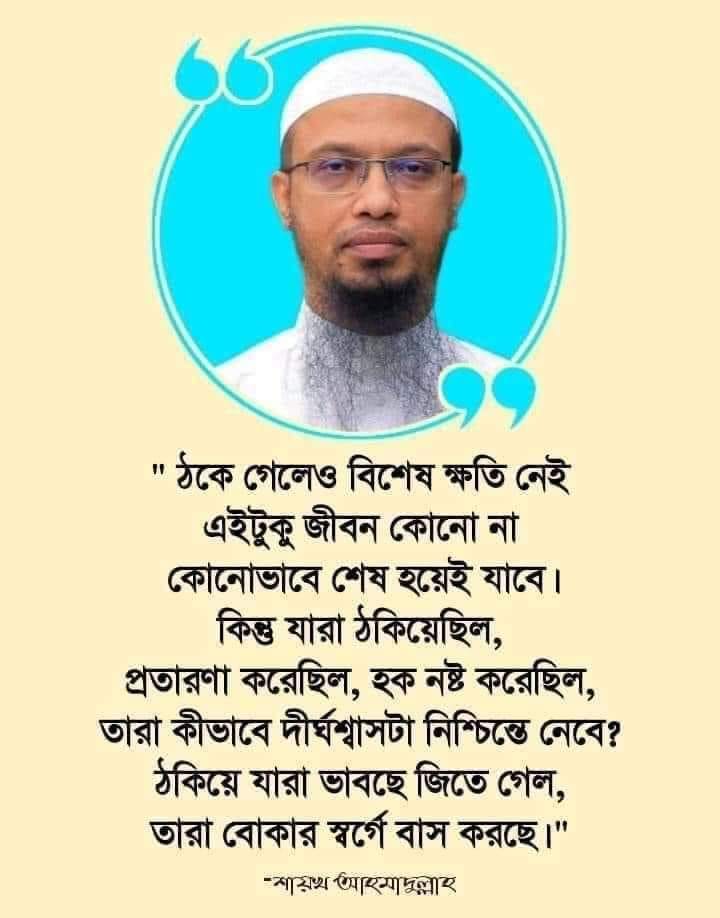 " ঠকে গেলেও বিশেষ ক্ষতি নেই
এইটুকু জীবন কোনো না
কোনোভাবে শেষ হয়েই যাবে।
কিন্তু যারা ঠকিয়েছিল,
প্রতারণা করেছিল, হক নষ্ট করেছিল,
তারা কীভাবে দীর্ঘশ্বাসটা নিশ্চিন্তে নেবে?
ঠকিয়ে যারা ভাবছে জিতে গেল,
তারা বোকার স্বর্গে বাস করছে।"
-শায়খ আহমাদুল্লাহ